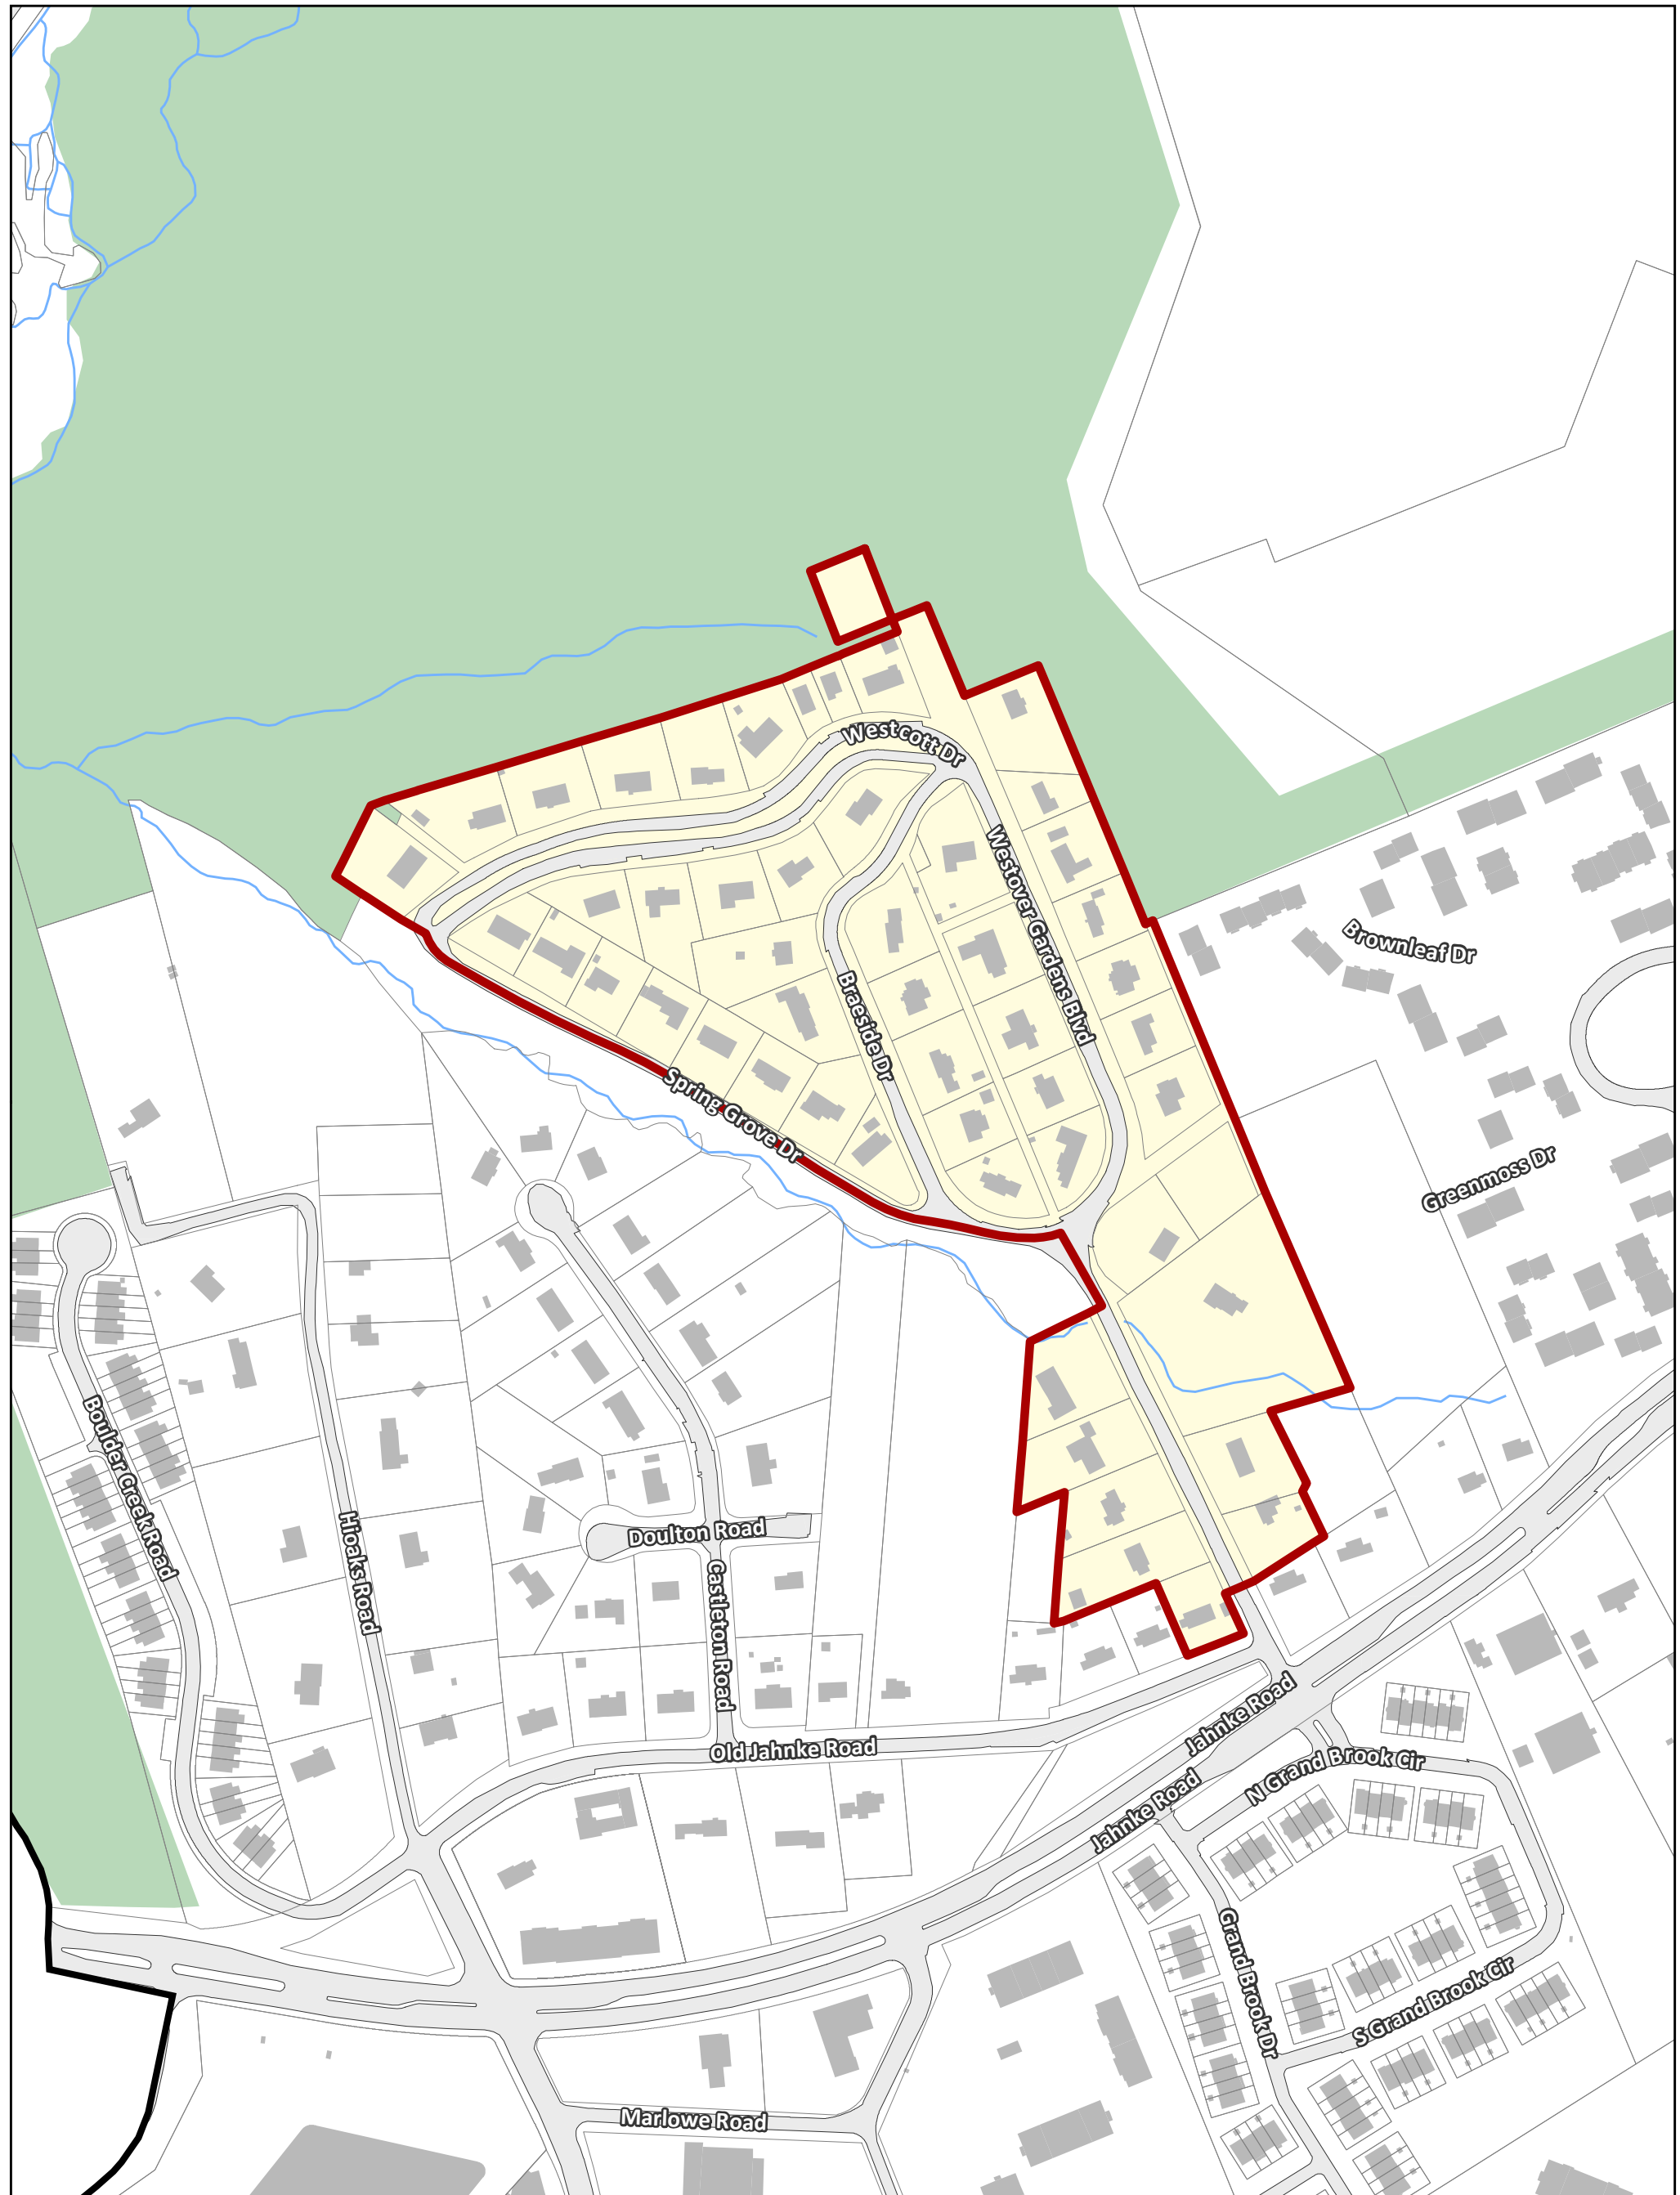 Westcott Dr
Westover Gardens Blvd
Brownleaf Dr
Braeside Dr
Spring Grove Dr
Greenmoss Dr
Boulder Creek Road
Hioaks Road
Doulton Road
Castleton Road
Old Jahnke Road
Jahnke Road
Jahnke Road
N Grand Brook Cir
Grand Brook Dr
S Grand Brook Cir
Marlowe Road